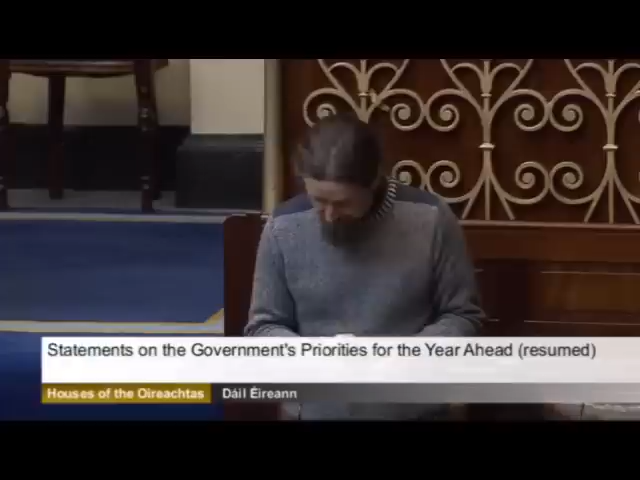 Statements on the Government's Priorities for the Year Ahead (resumed)
Houses of the Oireachtas Dáil Éireann